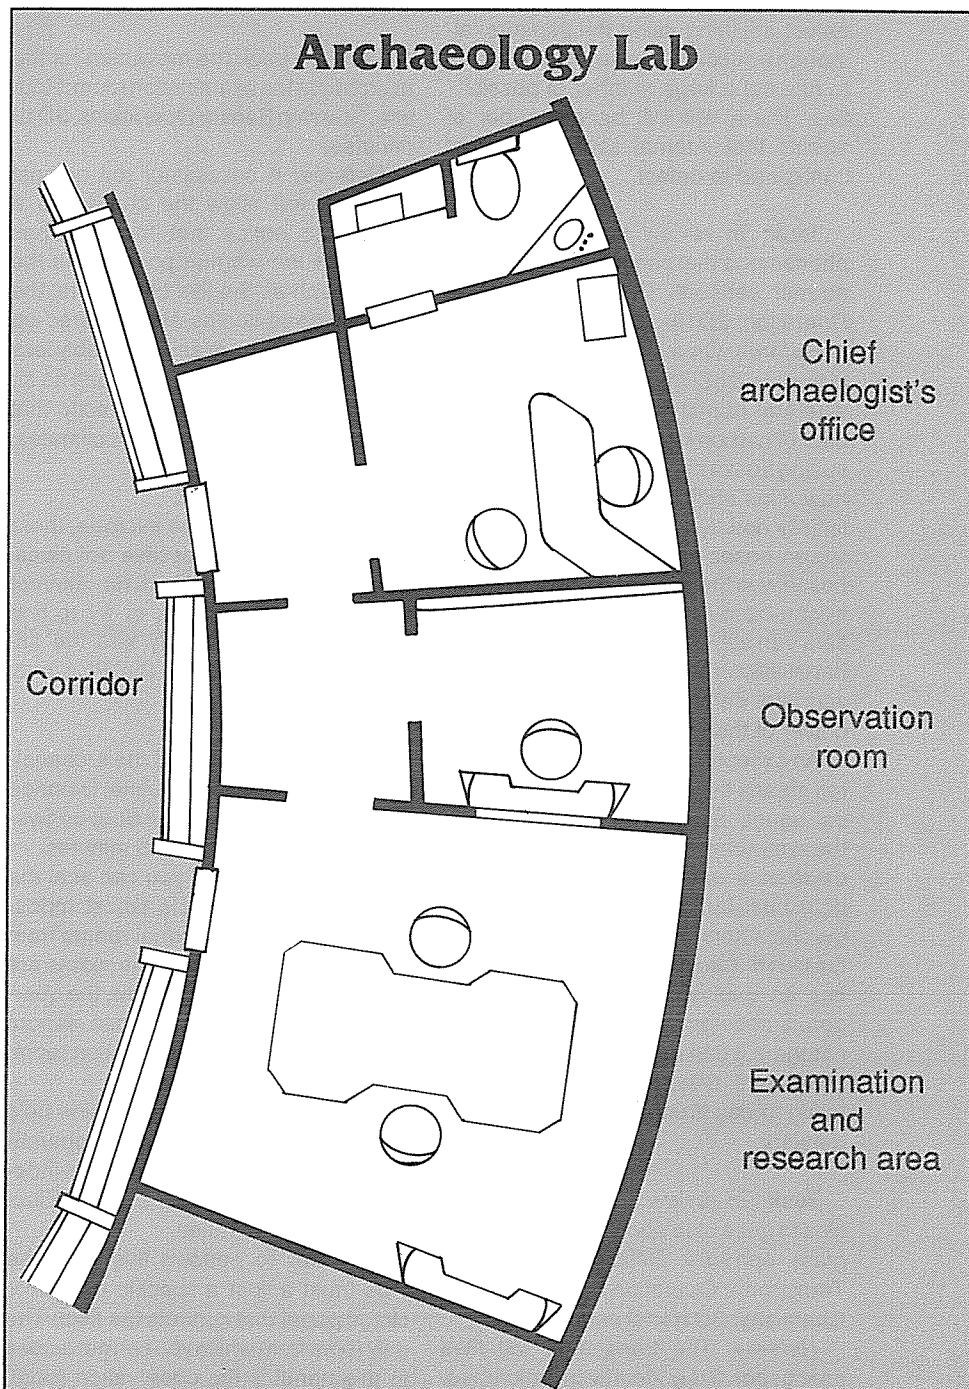 Archaeology Lab
Chief
archaelogist's
office
Corridor
Observation
room
Examination
and
research area